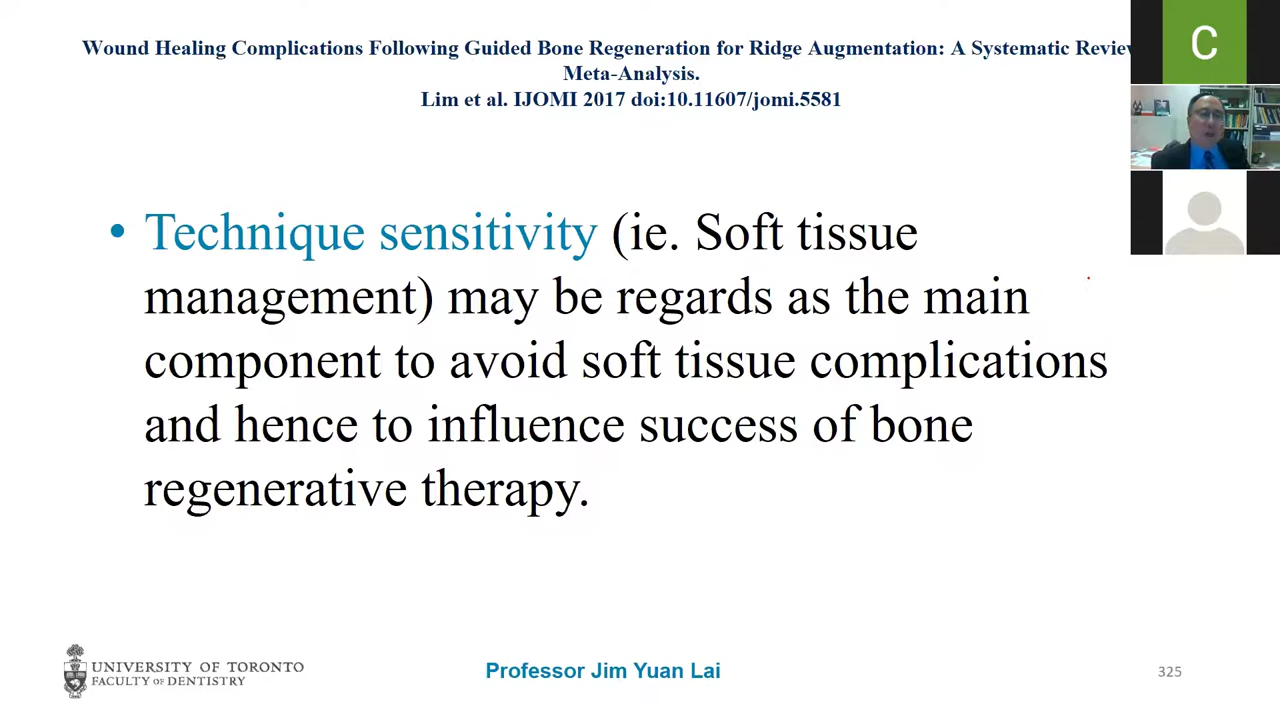 Wound Healing Complications Following Guided Bone Regeneration for Ridge Augmentation: A Systematic Review
Meta-Analysis.
Lim et al. IJOMI 2017 doi:10.11607/jomi.5581
C
• Technique sensitivity (ie. Soft tissue
management) may be regards as the main
component to avoid soft tissue complications
and hence to influence success of bone
regenerative therapy.
UNIVERSITY OF TORONTO
FACULTY OF DENTISTRY
Professor Jim Yuan Lai
325